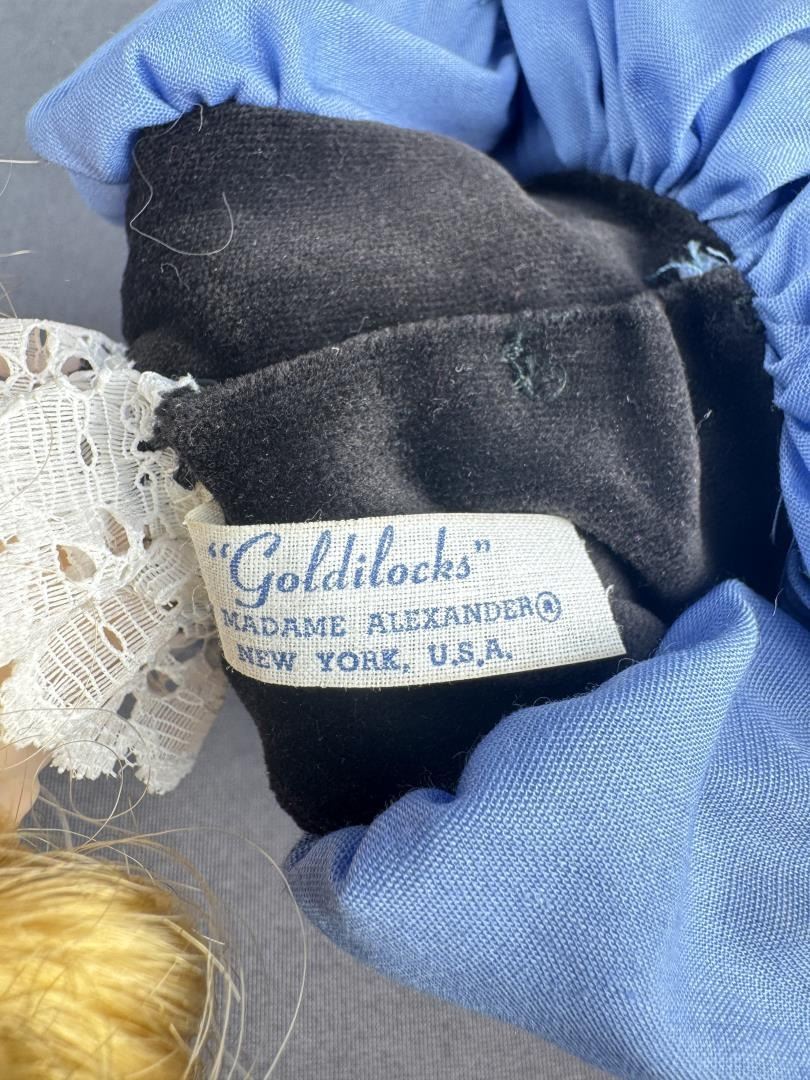 “Goldilocks”
MADAME ALEXANDER®
NEW YORK, U.S.A.